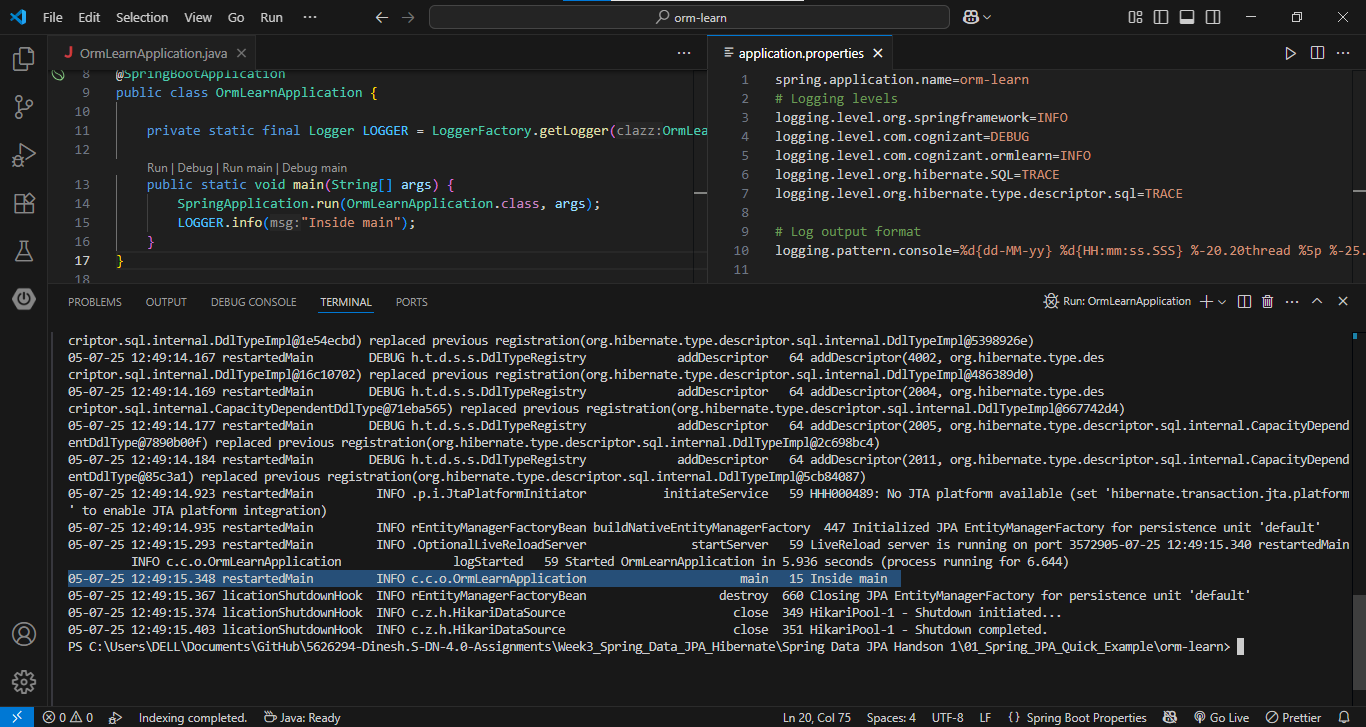 File Edit Selection View Go Run ··· orm-learn
OrmLearnApplication.java
8 @SpringBootApplication
9 public class OrmLearnApplication {
10
11 private static final Logger LOGGER = LoggerFactory.getLogger(clazz:OrmLea
12
Run | Debug | Run main | Debug main
13 public static void main(String[] args) {
14 SpringApplication.run(OrmLearnApplication.class, args);
15 LOGGER.info(msg:"Inside main");
16 }
17 }
18
application.properties
1 spring.application.name=orm-learn
2 # Logging levels
3 logging.level.org.springframework=INFO
4 logging.level.com.cognizant=DEBUG
5 logging.level.com.cognizant.ormlearn=INFO
6 logging.level.org.hibernate.SQL=TRACE
7 logging.level.org.hibernate.type.descriptor.sql=TRACE
8
9 # Log output format
10 logging.pattern.console=%d{dd-MM-yy} %d{HH:mm:ss.SSS} %-20.20thread %5p %-25.
11
PROBLEMS OUTPUT DEBUG CONSOLE TERMINAL PORTS Run: OrmLearnApplication
criptor.sql.internal.DdlTypeImpl@1e54ecbd) replaced previous registration(org.hibernate.type.descriptor.sql.internal.DdlTypeImpl@5398926e)
05-07-25 12:49:14.167 restartedMain DEBUG h.t.d.s.s.DdlTypeRegistry addDescriptor 64 addDescriptor(4002, org.hibernate.type.des
criptor.sql.internal.DdlTypeImpl@16c10702) replaced previous registration(org.hibernate.type.descriptor.sql.internal.DdlTypeImpl@486389d0)
05-07-25 12:49:14.169 restartedMain DEBUG h.t.d.s.s.DdlTypeRegistry addDescriptor 64 addDescriptor(2004, org.hibernate.type.des
criptor.sql.internal.CapacityDependentDdlType@71eba565) replaced previous registration(org.hibernate.type.descriptor.sql.internal.DdlTypeImpl@667742d4)
05-07-25 12:49:14.177 restartedMain DEBUG h.t.d.s.s.DdlTypeRegistry addDescriptor 64 addDescriptor(2005, org.hibernate.type.descriptor.sql.internal.CapacityDepend
entDdlType@7890b00f) replaced previous registration(org.hibernate.type.descriptor.sql.internal.DdlTypeImpl@2c698bc4)
05-07-25 12:49:14.184 restartedMain DEBUG h.t.d.s.s.DdlTypeRegistry addDescriptor 64 addDescriptor(2011, org.hibernate.type.descriptor.sql.internal.CapacityDepend
entDdlType@85c3a1) replaced previous registration(org.hibernate.type.descriptor.sql.internal.DdlTypeImpl@5cb84087)
05-07-25 12:49:14.923 restartedMain INFO .p.i.JtaPlatformInitiator initiateService 59 HHH000489: No JTA platform available (set 'hibernate.transaction.jta.platform
' to enable JTA platform integration)
05-07-25 12:49:14.935 restartedMain INFO rEntityManagerFactoryBean buildNativeEntityManagerFactory 447 Initialized JPA EntityManagerFactory for persistence unit 'default'
05-07-25 12:49:15.293 restartedMain INFO .OptionalLiveReloadServer startServer 59 LiveReload server is running on port 3572905-07-25 12:49:15.340 restartedMain
INFO c.c.o.OrmLearnApplication logStarted 59 Started OrmLearnApplication in 5.936 seconds (process running for 6.644)
05-07-25 12:49:15.348 restartedMain INFO c.c.o.OrmLearnApplication main 15 Inside main
05-07-25 12:49:15.367 licationShutdownHook INFO rEntityManagerFactoryBean destroy 660 Closing JPA EntityManagerFactory for persistence unit 'default'
05-07-25 12:49:15.374 licationShutdownHook INFO c.z.h.HikariDataSource close 349 HikariPool-1 - Shutdown initiated...
05-07-25 12:49:15.403 licationShutdownHook INFO c.z.h.HikariDataSource close 351 HikariPool-1 - Shutdown completed.
PS C:\Users\DELL\Documents\GitHub\5626294-Dinesh.S-DN-4.0-Assignments\Week3_Spring_Data_JPA_Hibernate\Spring Data JPA Handson 1\01_Spring_JPA_Quick_Example\orm-learn>
0 0 Indexing completed. Java: Ready Ln 20, Col 75 Spaces: 4 UTF-8 LF {} Spring Boot Properties Go Live Prettier